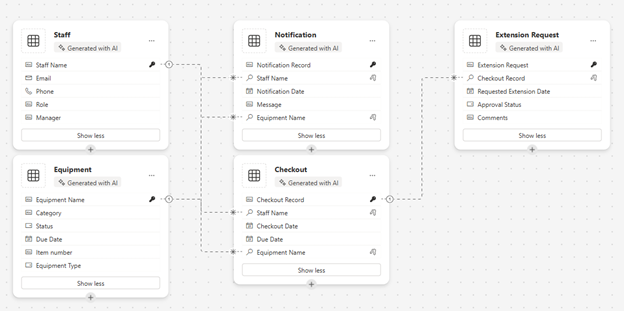 Staff
Generated with AI
Staff Name
Email
Phone
Role
Manager
Show less
Equipment
Generated with AI
Equipment Name
Category
Status
Due Date
Item number
Equipment Type
Show less
Notification
Generated with AI
Notification Record
Staff Name
Notification Date
Message
Equipment Name
Show less
Checkout
Generated with AI
Checkout Record
Staff Name
Checkout Date
Due Date
Equipment Name
Show less
Extension Request
Generated with AI
Extension Request
Checkout Record
Requested Extension Date
Approval Status
Comments
Show less